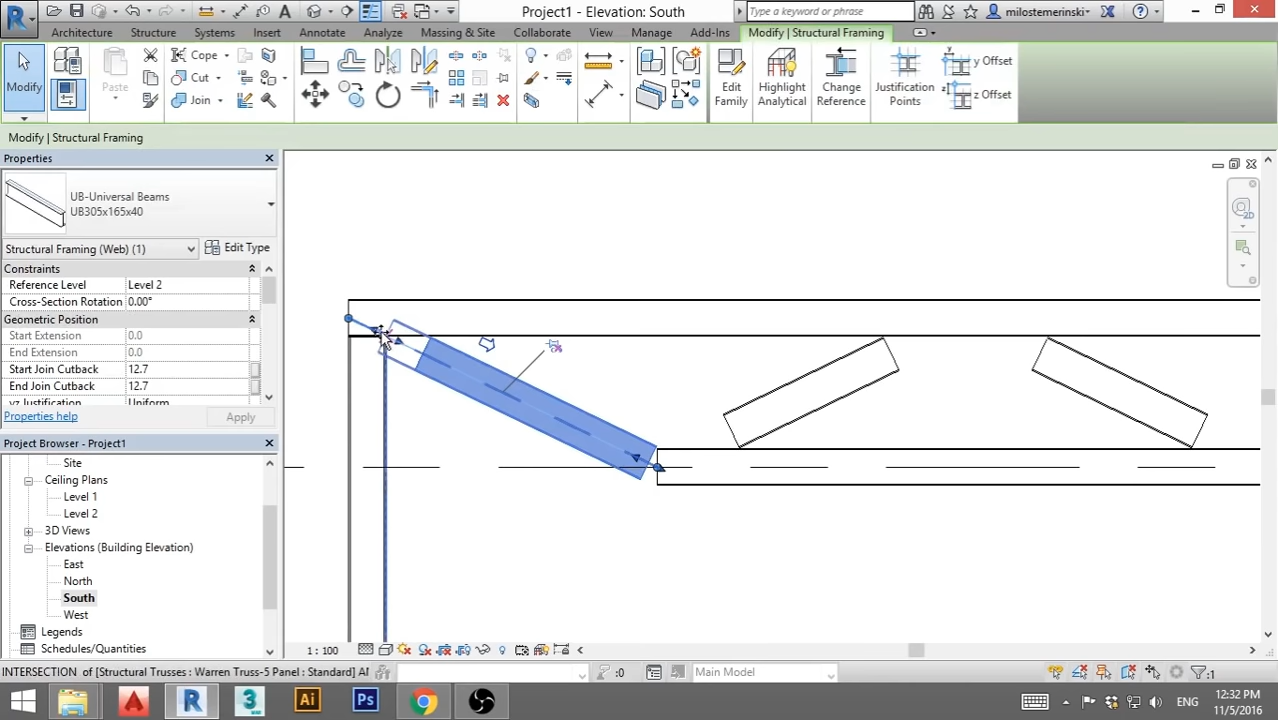 Project1 - Elevation: South
Type a keyword or phrase
milostemerinski...
Architecture Structure Systems Insert Annotate Analyze Massing & Site Collaborate View Manage Add-Ins Modify | Structural Framing
Modify
Paste
Cope
Cut
Join
Edit
Family
Highlight
Analytical
Change
Reference
Justification
Points
y Offset
z Offset
Modify | Structural Framing
Properties
UB-Universal Beams
UB305x165x40
Structural Framing (Web) (1)
Edit Type
Constraints
Reference Level Level 2
Cross-Section Rotation 0.00°
Geometric Position
Start Extension 0.0
End Extension 0.0
Start Join Cutback 12.7
End Join Cutback 12.7
yz Justification Uniform
Properties help
Apply
Project Browser - Project1
Site
Ceiling Plans
Level 1
Level 2
3D Views
Elevations (Building Elevation)
East
North
South
West
Legends
Schedules/Quantities
2D
1 : 100
INTERSECTION of [Structural Trusses : Warren Truss-5 Panel : Standard] AI
:0
Main Model
:1
Ai
Ps
ENG
12:32 PM
11/5/2016